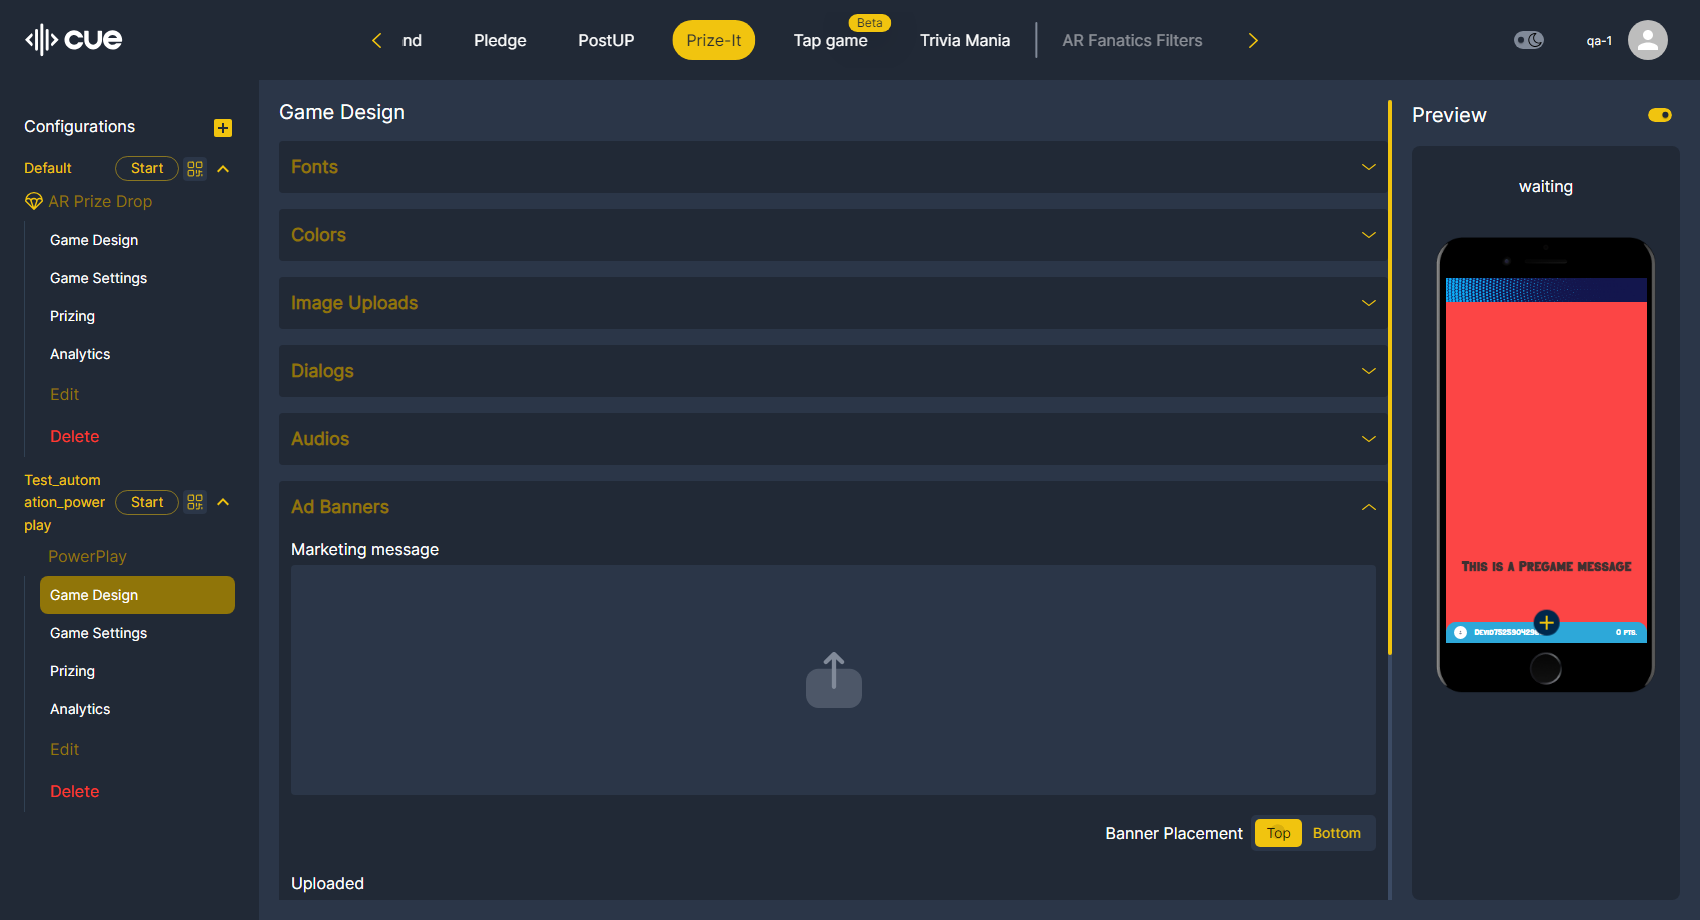 cue
nd
Pledge
PostUP
Prize-It
Beta
Tap game
Trivia Mania
AR Fanatics Filters
qa-1
Configurations
Default
Start
AR Prize Drop
Game Design
Game Settings
Prizing
Analytics
Edit
Delete
Test_autom
ation_power
play
Start
PowerPlay
Game Design
Game Settings
Prizing
Analytics
Edit
Delete
Game Design
Fonts
Colors
Image Uploads
Dialogs
Audios
Ad Banners
Marketing message
Banner Placement
Top
Bottom
Uploaded
Preview
waiting
This is a Pregame message
0 pts.